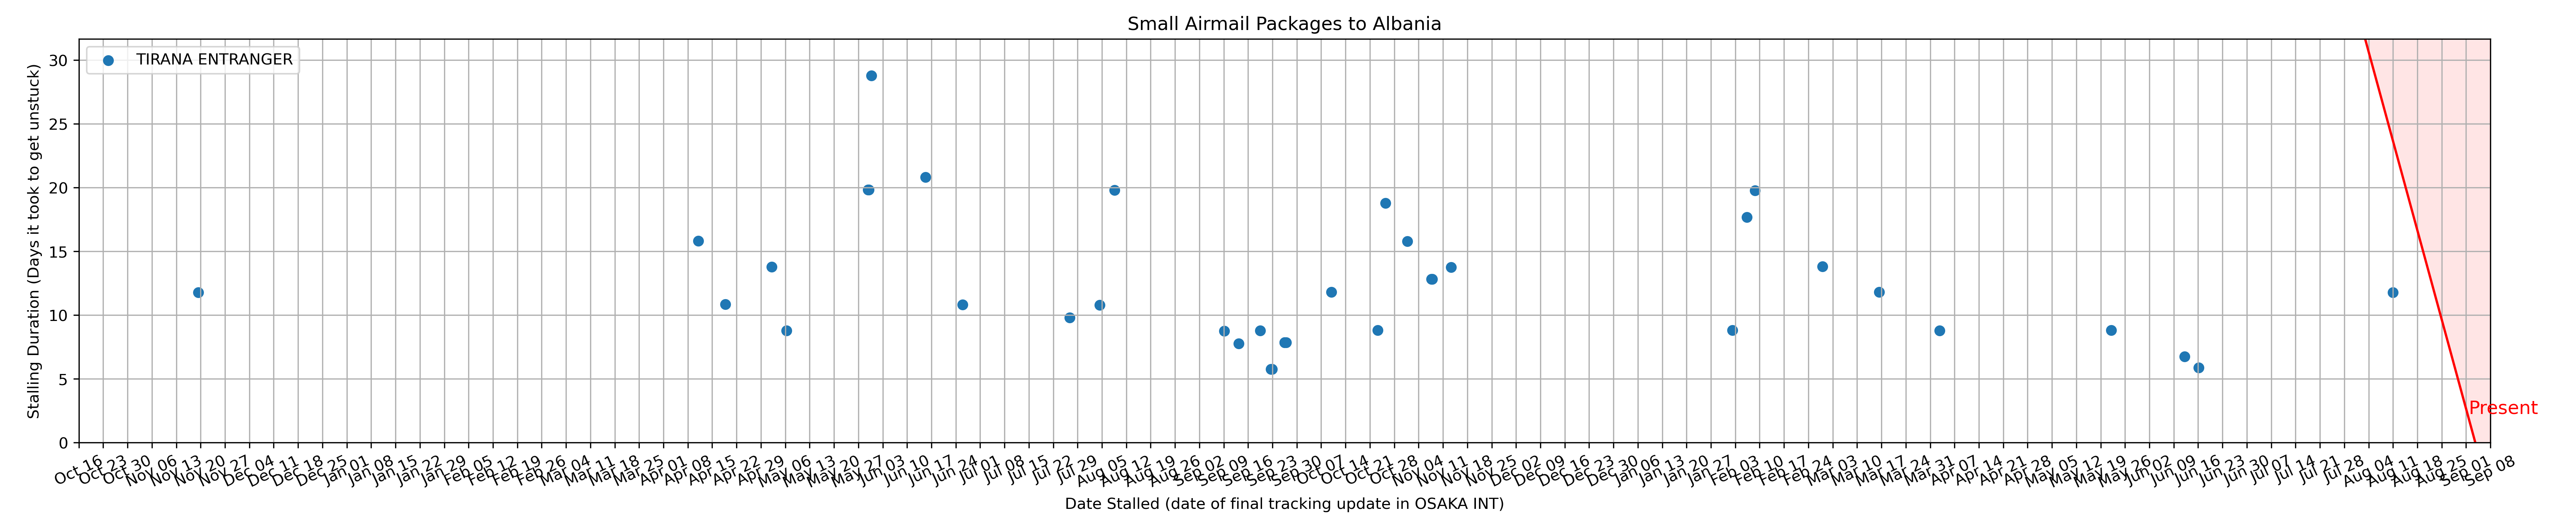 Small Airmail Packages to Albania
TIRANA ENTRANGER
Stalling Duration (Days it took to get unstuck)
30
25
20
15
10
5
0
Present
Oct 16
Oct 23
Oct 30
Nov 06
Nov 13
Nov 20
Nov 27
Dec 04
Dec 11
Dec 18
Dec 25
Jan 01
Jan 08
Jan 15
Jan 22
Jan 29
Feb 05
Feb 12
Feb 19
Feb 26
Mar 04
Mar 11
Mar 18
Mar 25
Apr 01
Apr 08
Apr 15
Apr 22
Apr 29
May 06
May 13
May 20
May 27
Jun 03
Jun 10
Jun 17
Jun 24
Jul 01
Jul 08
Jul 15
Jul 22
Jul 29
Aug 05
Aug 12
Aug 19
Aug 26
Sep 02
Sep 09
Sep 16
Sep 23
Sep 30
Oct 07
Oct 14
Oct 21
Oct 28
Nov 04
Nov 11
Nov 18
Nov 25
Dec 02
Dec 09
Dec 16
Dec 23
Dec 30
Jan 06
Jan 13
Jan 20
Jan 27
Feb 03
Feb 10
Feb 17
Feb 24
Mar 03
Mar 10
Mar 17
Mar 24
Mar 31
Apr 07
Apr 14
Apr 21
Apr 28
May 05
May 12
May 19
May 26
Jun 02
Jun 09
Jun 16
Jun 23
Jun 30
Jul 07
Jul 14
Jul 21
Jul 28
Aug 04
Aug 11
Aug 18
Aug 25
Sep 01
Sep 08
Date Stalled (date of final tracking update in OSAKA INT)